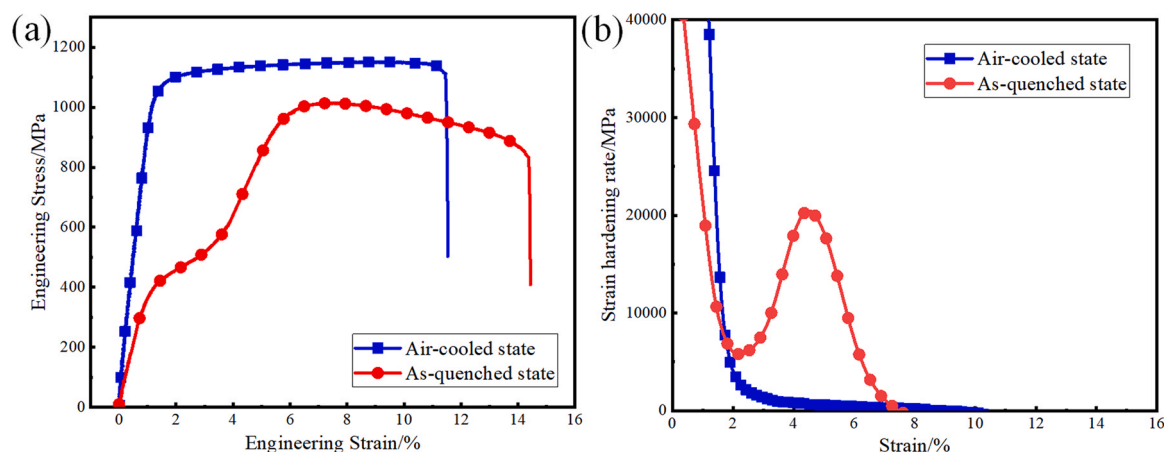 (a)
Engineering Stress/MPa
1200
1000
800
600
400
200
0
Air-cooled state
As-quenched state
0 2 4 6 8 10 12 14 16
Engineering Strain/%
(b)
Strain hardening rate/MPa
40000
30000
20000
10000
0
Air-cooled state
As-quenched state
0 2 4 6 8 10 12 14 16
Strain/%